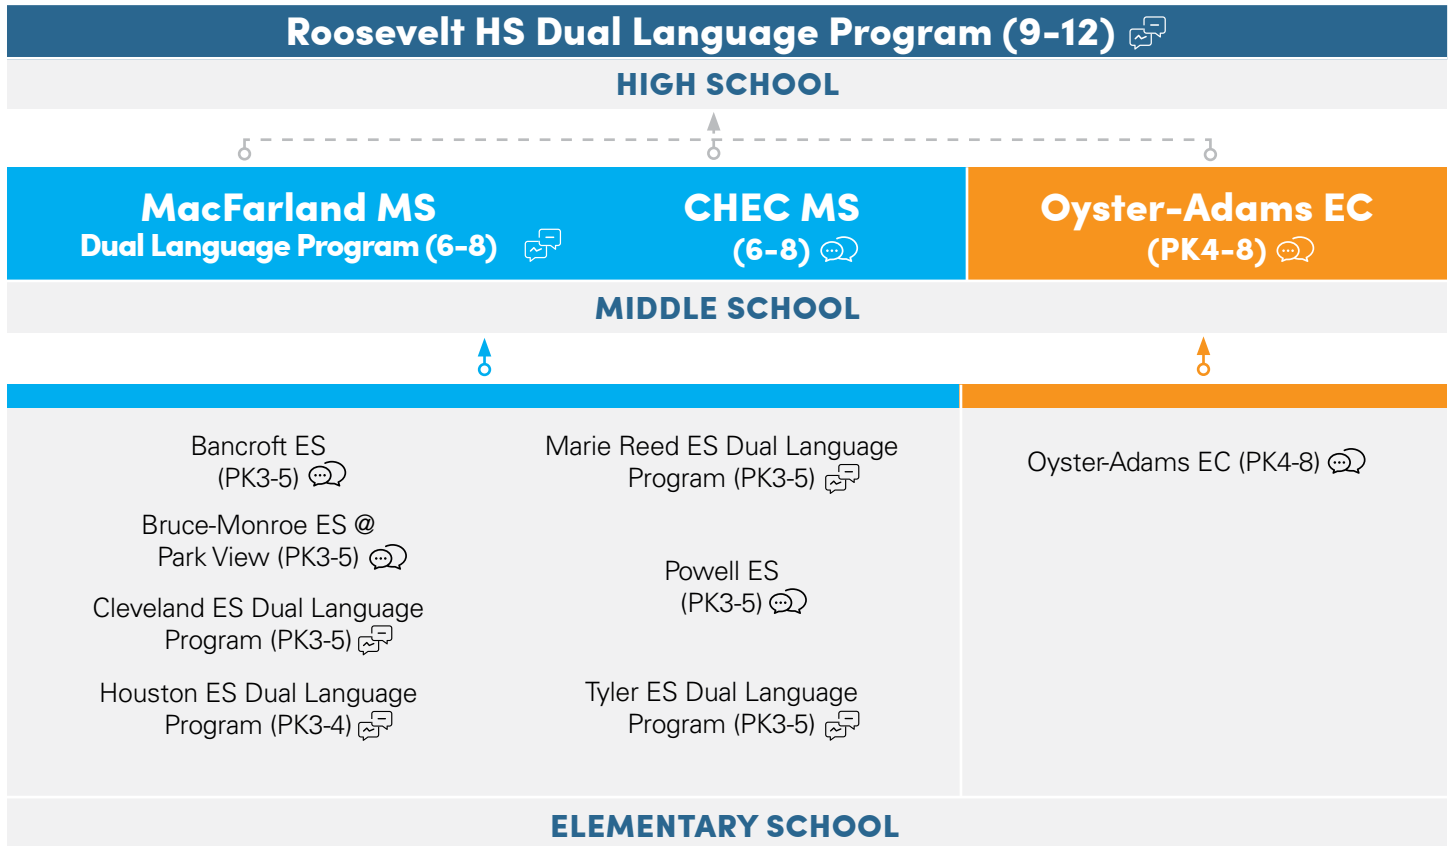 Roosevelt HS Dual Language Program (9-12)
HIGH SCHOOL
MacFarland MS
Dual Language Program (6-8)
CHEC MS
(6-8)
Oyster-Adams EC
(PK4-8)
MIDDLE SCHOOL
Bancroft ES
(PK3-5)
Bruce-Monroe ES @
Park View (PK3-5)
Cleveland ES Dual Language
Program (PK3-5)
Houston ES Dual Language
Program (PK3-4)
Marie Reed ES Dual Language
Program (PK3-5)
Powell ES
(PK3-5)
Tyler ES Dual Language
Program (PK3-5)
Oyster-Adams EC (PK4-8)
ELEMENTARY SCHOOL